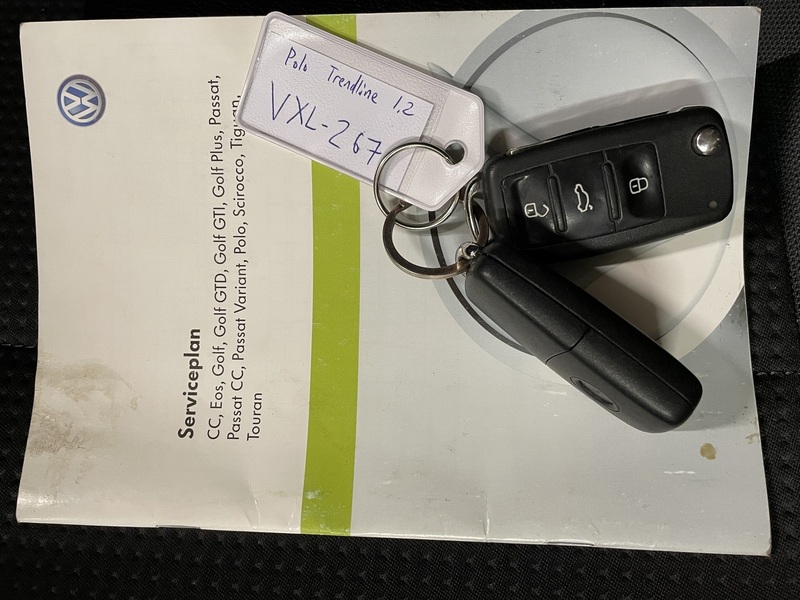 Polo Trendline 1.2
VXL-267
Serviceplan
CC, Eos, Golf, Golf GTD, Golf GTI, Golf Plus, Passat,
Passat CC, Passat Variant, Polo, Scirocco, Tiguan,
Touran